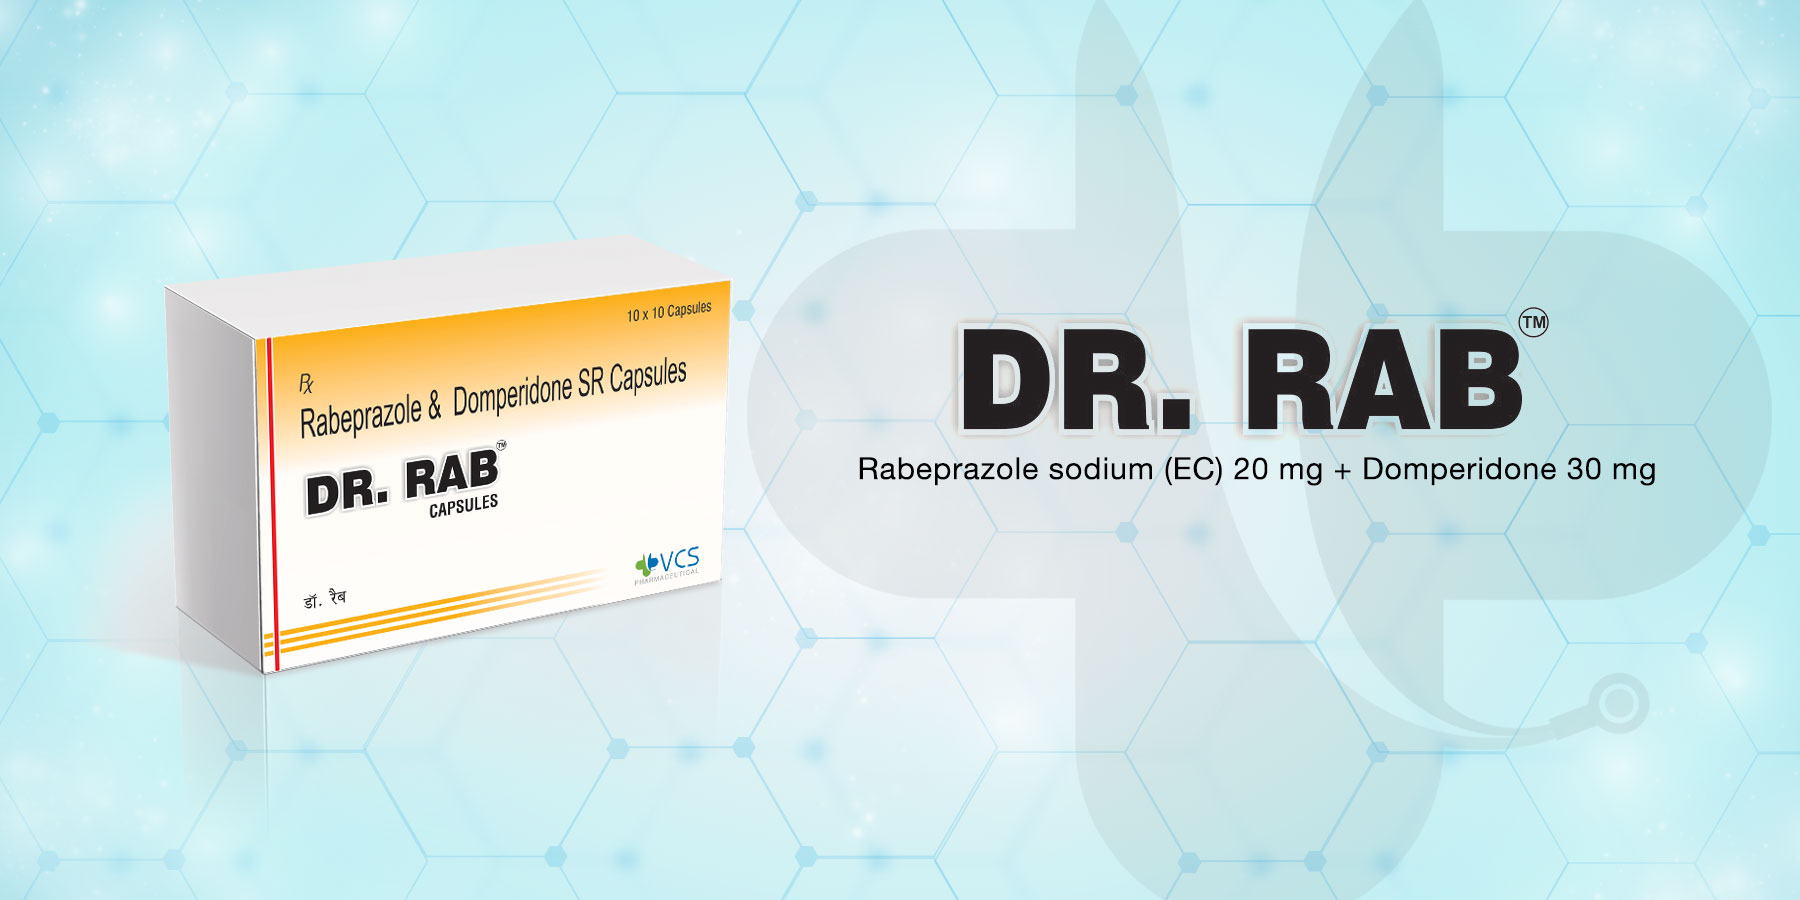 10 x 10 Capsules
Rx
Rabeprazole & Domperidone SR Capsules
DR. RAB™
CAPSULES
डॉ. रैब
VCS
PHARMACEUTICAL
DR. RAB™
Rabeprazole sodium (EC) 20 mg + Domperidone 30 mg